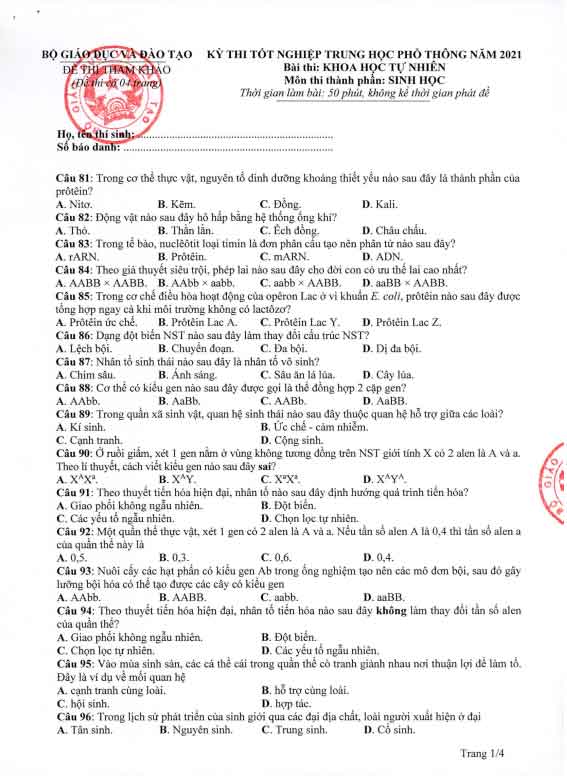 BỘ GIÁO DỤC VÀ ĐÀO TẠO
ĐỀ THI THAM KHẢO
(Đề thi có 04 trang)
KỲ THI TỐT NGHIỆP TRUNG HỌC PHỔ THÔNG NĂM 2021
Bài thi: KHOA HỌC TỰ NHIÊN
Môn thi thành phần: SINH HỌC
Thời gian làm bài: 50 phút, không kể thời gian phát đề
Họ, tên thí sinh: ..........................................................
Số báo danh: ..........................................................
Câu 81: Trong cơ thể thực vật, nguyên tố dinh dưỡng khoáng thiết yếu nào sau đây là thành phần của
prôtêin?
A. Nitơ. B. Kẽm. C. Đồng. D. Kali.
Câu 82: Động vật nào sau đây hô hấp bằng hệ thống ống khí?
A. Thỏ. B. Thằn lằn. C. Ếch đồng. D. Châu chấu.
Câu 83: Trong tế bào, nuclêôtit loại timin là đơn phân cấu tạo nên phân tử nào sau đây?
A. rARN. B. Prôtêin. C. mARN. D. ADN.
Câu 84: Theo giả thuyết siêu trội, phép lai nào sau đây cho đời con có ưu thế lai cao nhất?
A. AABB × AABB. B. AAbb × aabb. C. aabb × AABB. D. aaBB × AABB.
Câu 85: Trong cơ chế điều hòa hoạt động của opêron Lac ở vi khuẩn E. coli, prôtêin nào sau đây được
tổng hợp ngay cả khi môi trường không có lactôzơ?
A. Prôtêin ức chế. B. Prôtêin Lac A. C. Prôtêin Lac Y. D. Prôtêin Lac Z.
Câu 86: Dạng đột biến NST nào sau đây làm thay đổi cấu trúc NST?
A. Lệch bội. B. Chuyển đoạn. C. Đa bội. D. Dị đa bội.
Câu 87: Nhân tố sinh thái nào sau đây là nhân tố vô sinh?
A. Chim sâu. B. Ánh sáng. C. Sâu ăn lá lúa. D. Cây lúa.
Câu 88: Cơ thể có kiểu gen nào sau đây được gọi là thể đồng hợp 2 cặp gen?
A. AAbb. B. AaBb. C. AABb. D. AaBB.
Câu 89: Trong quần xã sinh vật, quan hệ sinh thái nào sau đây thuộc quan hệ hỗ trợ giữa các loài?
A. Kí sinh. B. Ức chế - cảm nhiễm.
C. Cạnh tranh. D. Cộng sinh.
Câu 90: Ở ruồi giấm, xét 1 gen nằm ở vùng không tương đồng trên NST giới tính X có 2 alen là A và a.
Theo lí thuyết, cách viết kiểu gen nào sau đây sai?
A. XᴬXᵃ. B. XᴬY. C. XᵃXᵃ. D. XᴬYᴬ.
Câu 91: Theo thuyết tiến hóa hiện đại, nhân tố nào sau đây định hướng quá trình tiến hóa?
A. Giao phối không ngẫu nhiên. B. Đột biến.
C. Các yếu tố ngẫu nhiên. D. Chọn lọc tự nhiên.
Câu 92: Một quần thể thực vật, xét 1 gen có 2 alen là A và a. Nếu tần số alen A là 0,4 thì tần số alen a
của quần thể này là
A. 0,5. B. 0,3. C. 0,6. D. 0,4.
Câu 93: Nuôi cấy các hạt phấn có kiểu gen Ab trong ống nghiệm tạo nên các mô đơn bội, sau đó gây
lưỡng bội hóa có thể tạo được các cây có kiểu gen
A. AAbb. B. AABB. C. aabb. D. aaBB.
Câu 94: Theo thuyết tiến hóa hiện đại, nhân tố tiến hóa nào sau đây không làm thay đổi tần số alen
của quần thể?
A. Giao phối không ngẫu nhiên. B. Đột biến.
C. Chọn lọc tự nhiên. D. Các yếu tố ngẫu nhiên.
Câu 95: Vào mùa sinh sản, các cá thể cái trong quần thể cò tranh giành nhau nơi thuận lợi để làm tổ.
Đây là ví dụ về mối quan hệ
A. cạnh tranh cùng loài. B. hỗ trợ cùng loài.
C. hội sinh. D. hợp tác.
Câu 96: Trong lịch sử phát triển của sinh giới qua các đại địa chất, loài người xuất hiện ở đại
A. Tân sinh. B. Nguyên sinh. C. Trung sinh. D. Cổ sinh.
Trang 1/4